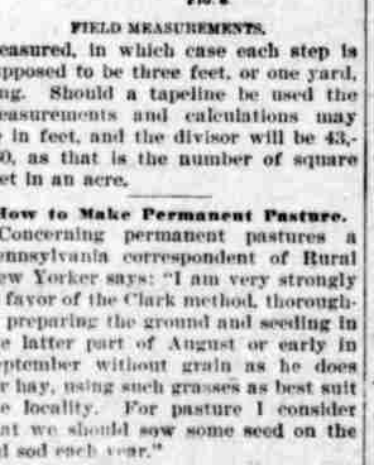 FIELD MEASUREMENTS.
easured, in which case each step is
pposed to be three feet, or one yard,
ng. Should a tapeline be used the
easurements and calculations may
e in feet, and the divisor will be 43,-
0, as that is the number of square
et in an acre.
How to Make Permanent Pasture.
Concerning permanent pastures a
ennsylvania correspondent of Rural
ew Yorker says: "I am very strongly
favor of the Clark method, thorough-
preparing the ground and seeding in
e latter part of August or early in
eptember without grain as he does
or hay, using such grasses as best suit
e locality. For pasture I consider
at we should sow some seed on the
d sod each year."